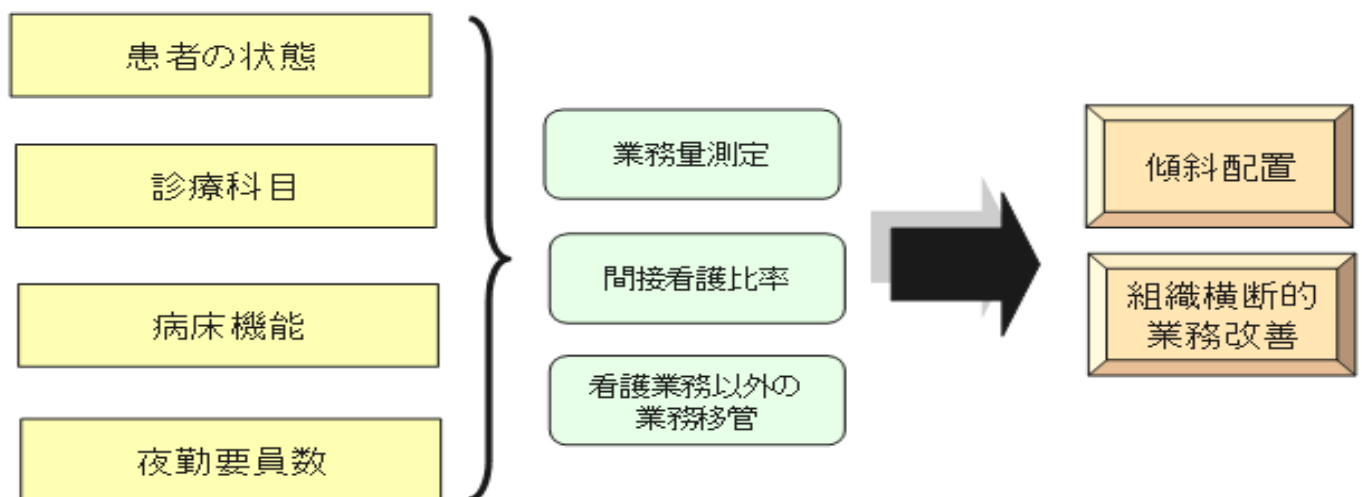 患者の状態
診療科目
病床機能
夜勤要員数
業務量測定
間接看護比率
看護業務以外の
業務移管
傾斜配置
組織横断的
業務改善